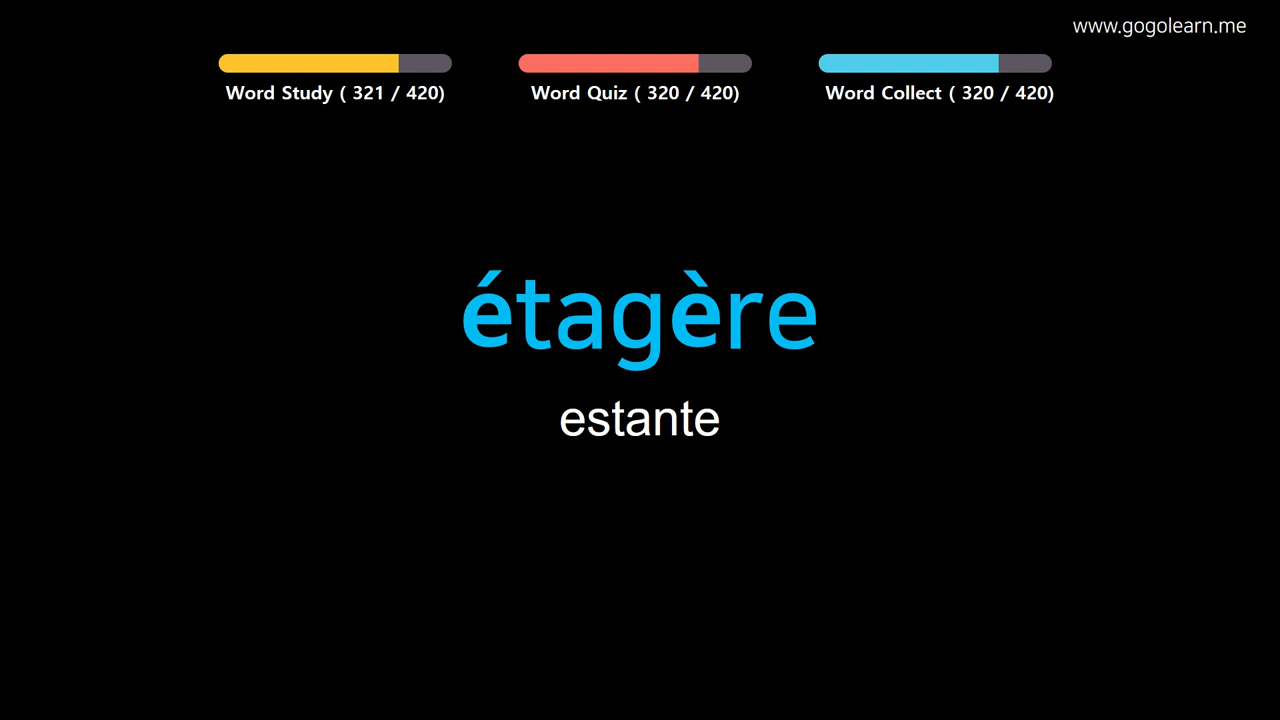 www.gogolearn.me
Word Study ( 321 / 420)
Word Quiz ( 320 / 420)
Word Collect ( 320 / 420)
étagère
estante